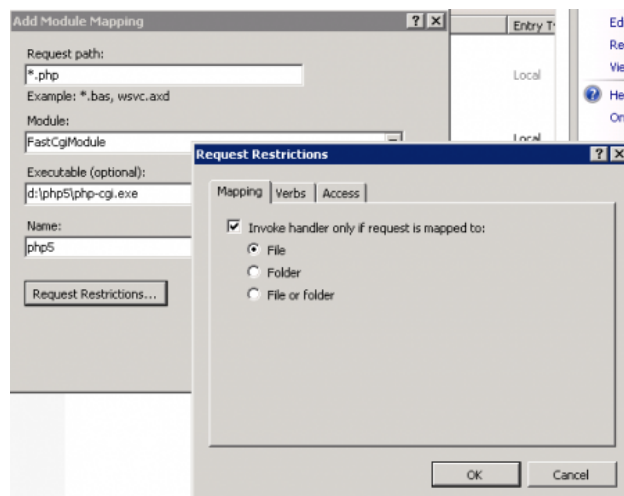 Add Module Mapping
Request path:
*.php
Example: *.bas, wsvc.axd
Module:
FastCgiModule
Executable (optional):
d:\php5\php-cgi.exe
Name:
php5
Request Restrictions...
Entry T
Local
Local
Ed
Re
Vie
He
On
Request Restrictions
Mapping
Verbs
Access
Invoke handler only if request is mapped to:
File
Folder
File or folder
OK
Cancel